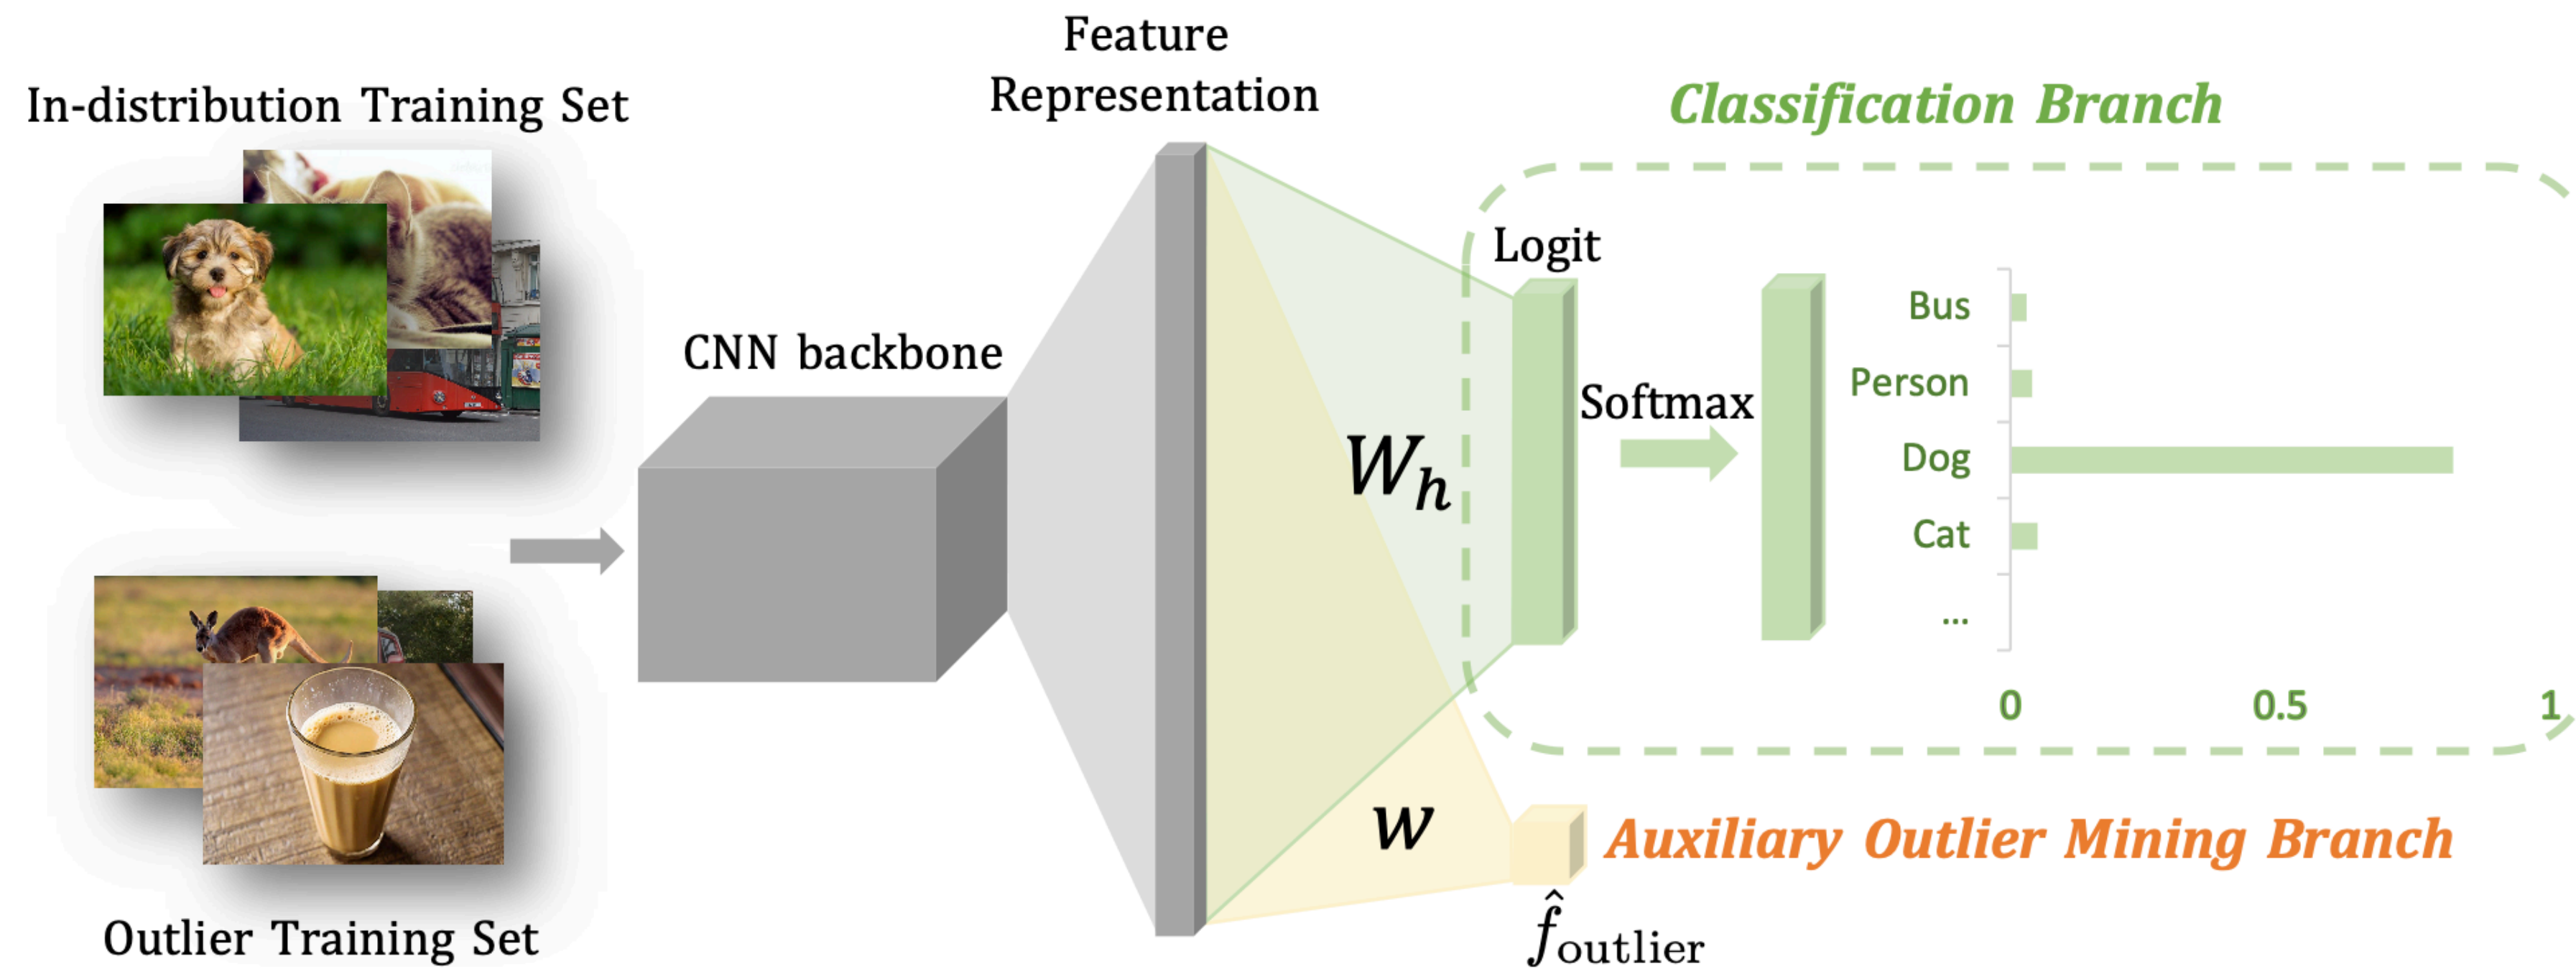 In-distribution Training Set
Outlier Training Set
CNN backbone
Feature
Representation
W_h
w
Classification Branch
Logit
Softmax
Bus
Person
Dog
Cat
...
0 0.5 1
Auxiliary Outlier Mining Branch
f̂_outlier